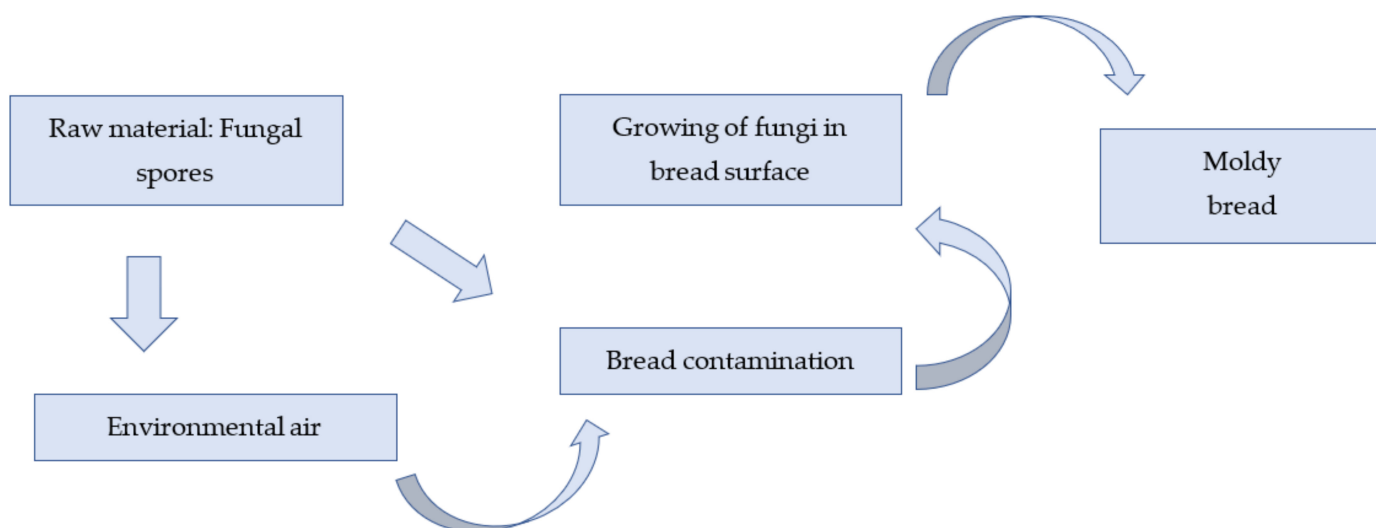 Raw material: Fungal
spores
Growing of fungi in
bread surface
Moldy
bread
Bread contamination
Environmental air